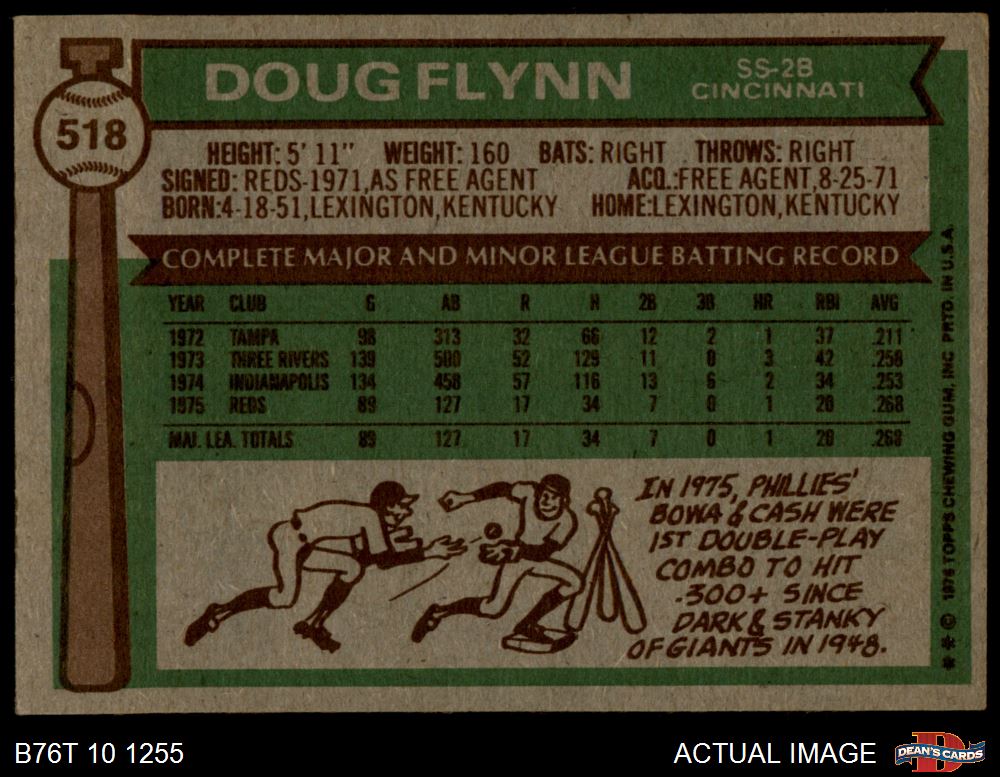 518
DOUG FLYNN
SS-2B
CINCINNATI
HEIGHT: 5' 11" WEIGHT: 160 BATS: RIGHT THROWS: RIGHT
SIGNED: REDS-1971, AS FREE AGENT ACQ.: FREE AGENT, 8-25-71
BORN: 4-18-51, LEXINGTON, KENTUCKY HOME: LEXINGTON, KENTUCKY
COMPLETE MAJOR AND MINOR LEAGUE BATTING RECORD
YEAR CLUB G AB R H 2B 3B HR RBI AVG
1972 TAMPA 98 313 32 66 12 2 1 37 .211
1973 THREE RIVERS 139 500 52 129 11 0 3 42 .258
1974 INDIANAPOLIS 134 458 57 116 13 6 2 34 .253
1975 REDS 89 127 17 34 7 0 1 20 .268
MAJ. LEA. TOTALS 89 127 17 34 7 0 1 20 .268
IN 1975, PHILLIES'
BOWA & CASH WERE
1ST DOUBLE-PLAY
COMBO TO HIT
.300+ SINCE
DARK & STANKY
OF GIANTS IN 1948.
* * © 1976 TOPPS CHEWING GUM, INC. PRTD. IN U.S.A.
B76T 10 1255
ACTUAL IMAGE
D
DEAN'S CARDS